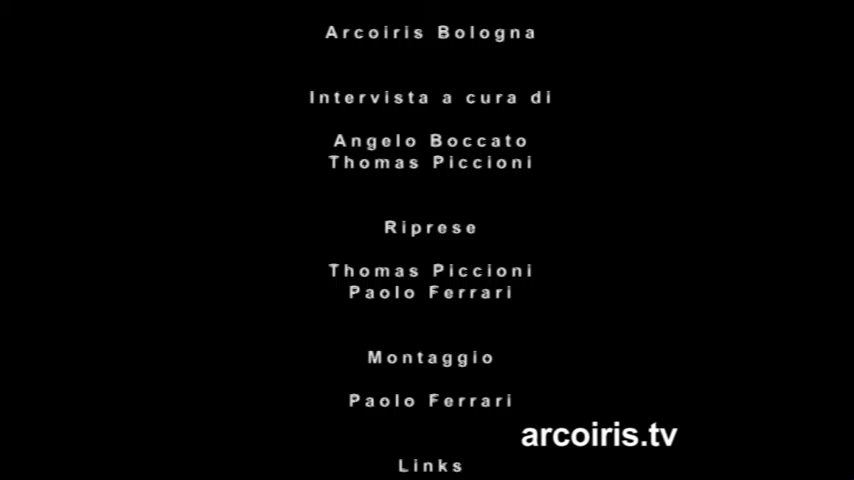 Arcoiris Bologna
Intervista a cura di
Angelo Boccato
Thomas Piccioni
Riprese
Thomas Piccioni
Paolo Ferrari
Montaggio
Paolo Ferrari
arcoiris.tv
Links